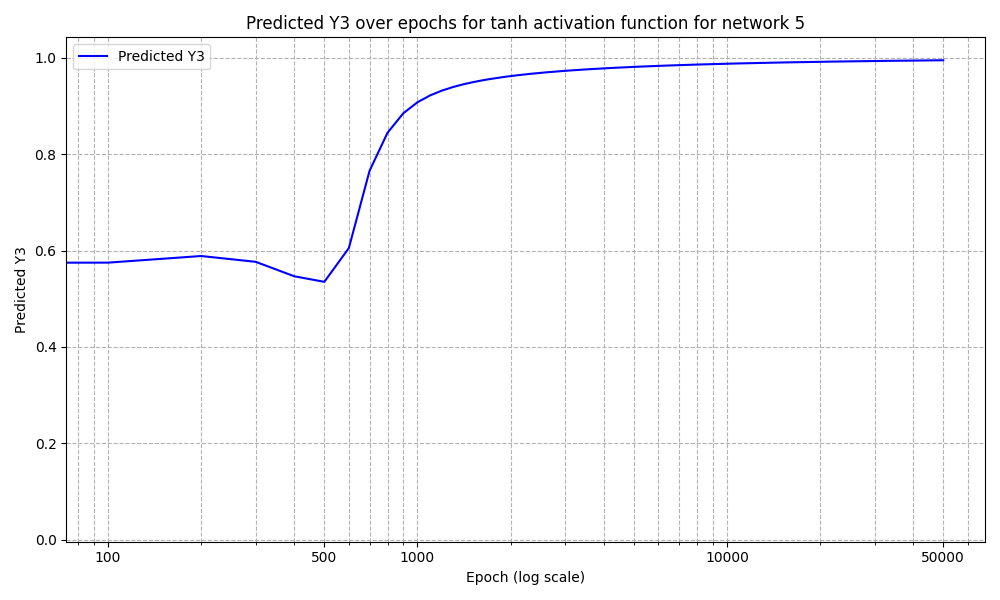 Predicted Y3 over epochs for tanh activation function for network 5
Predicted Y3
1.0
0.8
0.6
0.4
0.2
0.0
Predicted Y3
100 500 1000 10000 50000
Epoch (log scale)